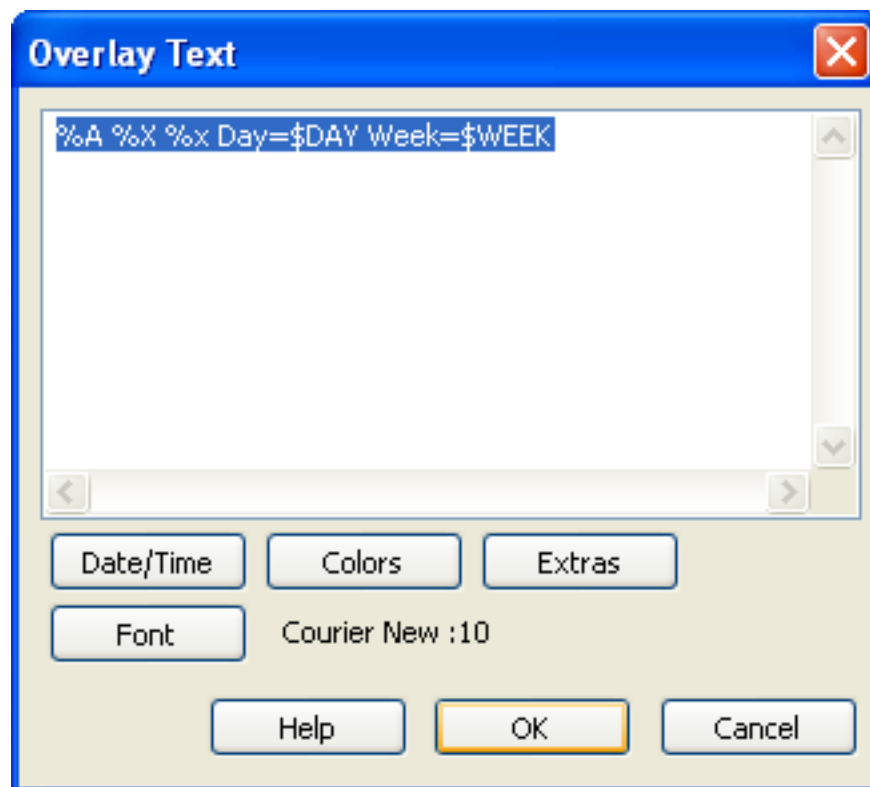 Overlay Text
%A %X %x Day=$DAY Week=$WEEK
Date/Time Colors Extras
Font Courier New :10
Help OK Cancel